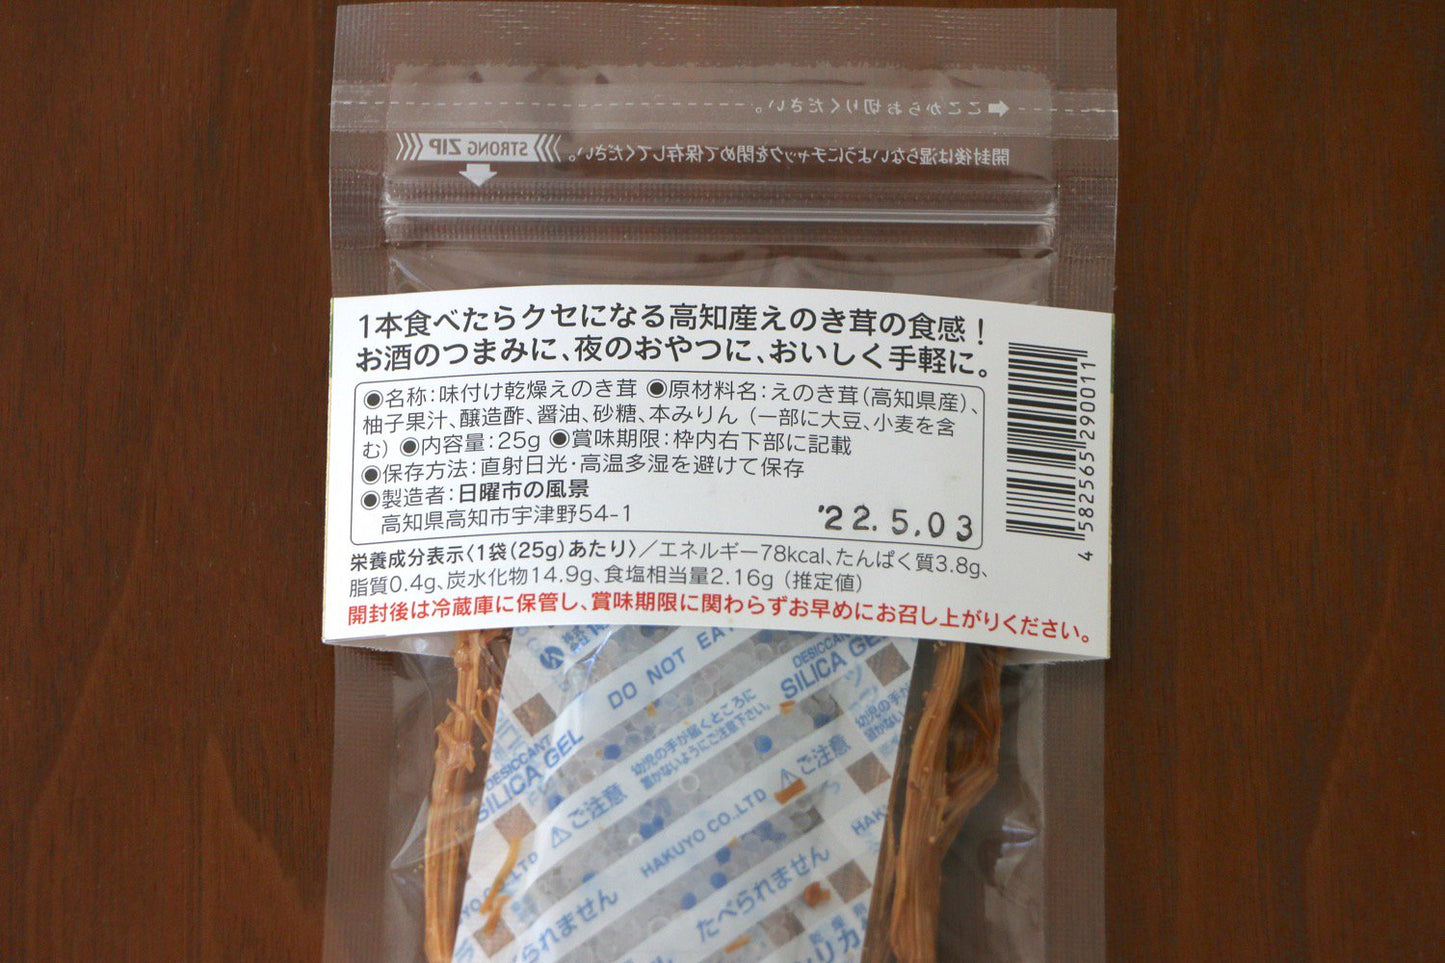 ここからお切りください。
開封後は湿らないようにチャックを閉めて保存してください。
STRONG ZIP
1本食べたらクセになる高知産えのき茸の食感！
お酒のつまみに、夜のおやつに、おいしく手軽に。
●名称：味付け乾燥えのき茸 ●原材料名：えのき茸（高知県産）、
柚子果汁、醸造酢、醤油、砂糖、本みりん（一部に大豆、小麦を含
む）●内容量：25g ●賞味期限：枠内右下部に記載
●保存方法：直射日光・高温多湿を避けて保存
●製造者：日曜市の風景
高知県高知市宇津野54-1
'22.5.03
栄養成分表示〈1袋（25g）あたり〉／エネルギー78kcal、たんぱく質3.8g、
脂質0.4g、炭水化物14.9g、食塩相当量2.16g（推定値）
開封後は冷蔵庫に保管し、賞味期限に関わらずお早めにお召し上がりください。
4 582565 290011
DO NOT EAT
DESICCANT
SILICA GEL
幼児の手が届くところに
置かないようにご注意下さい。
DESICCANT
SILICA GEL
ご注意
ご注意
HAKUYO CO.,LTD
たべられません
られません